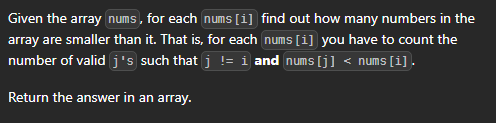 Given the array nums, for each nums[i] find out how many numbers in the
array are smaller than it. That is, for each nums[i] you have to count the
number of valid j's such that j != i and nums[j] < nums[i].
Return the answer in an array.